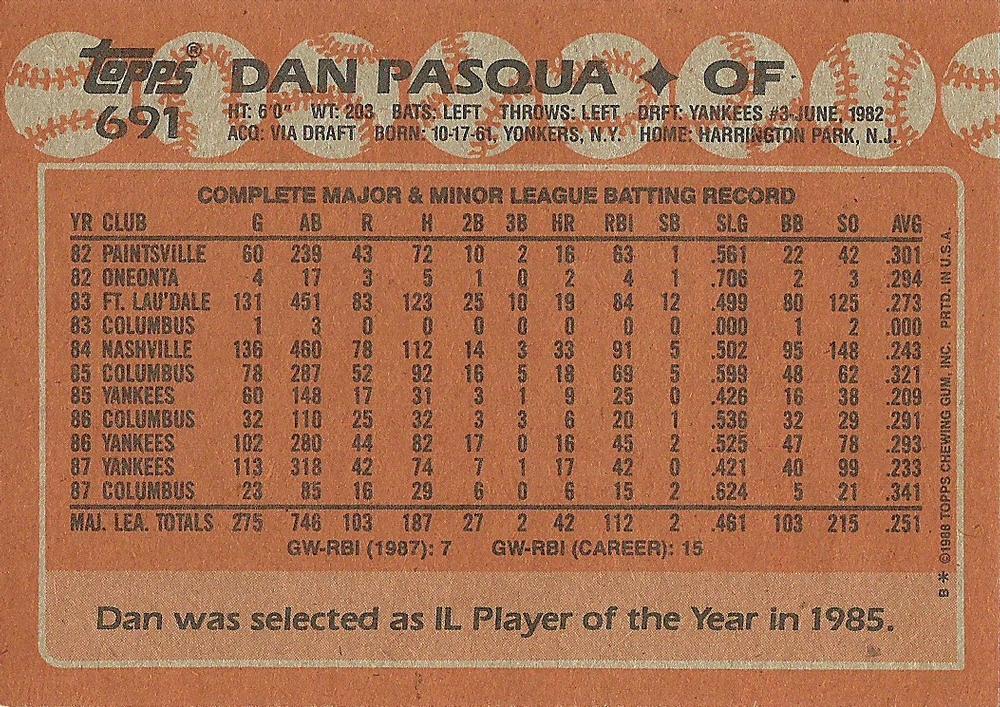 topps® DAN PASQUA ✦ OF
691 HT: 6'0" WT: 203 BATS: LEFT THROWS: LEFT DRFT: YANKEES #3-JUNE, 1982
ACQ: VIA DRAFT BORN: 10-17-61, YONKERS, N.Y. HOME: HARRINGTON PARK, N.J.
COMPLETE MAJOR & MINOR LEAGUE BATTING RECORD
YR CLUB G AB R H 2B 3B HR RBI SB SLG BB SO AVG
82 PAINTSVILLE 60 239 43 72 10 2 16 63 1 .561 22 42 .301
82 ONEONTA 4 17 3 5 1 0 2 4 1 .706 2 3 .294
83 FT. LAU'DALE 131 451 83 123 25 10 19 84 12 .499 80 125 .273
83 COLUMBUS 1 3 0 0 0 0 0 0 0 .000 1 2 .000
84 NASHVILLE 136 460 78 112 14 3 33 91 5 .502 95 148 .243
85 COLUMBUS 78 287 52 92 16 5 18 69 5 .599 48 62 .321
85 YANKEES 60 148 17 31 3 1 9 25 0 .426 16 38 .209
86 COLUMBUS 32 110 25 32 3 3 6 20 1 .536 32 29 .291
86 YANKEES 102 280 44 82 17 0 16 45 2 .525 47 78 .293
87 YANKEES 113 318 42 74 7 1 17 42 0 .421 40 99 .233
87 COLUMBUS 23 85 16 29 6 0 6 15 2 .624 5 21 .341
MAJ. LEA. TOTALS 275 746 103 187 27 2 42 112 2 .461 103 215 .251
GW-RBI (1987): 7 GW-RBI (CAREER): 15
Dan was selected as IL Player of the Year in 1985.
B * ©1988 TOPPS CHEWING GUM, INC. PRTD. IN U.S.A.